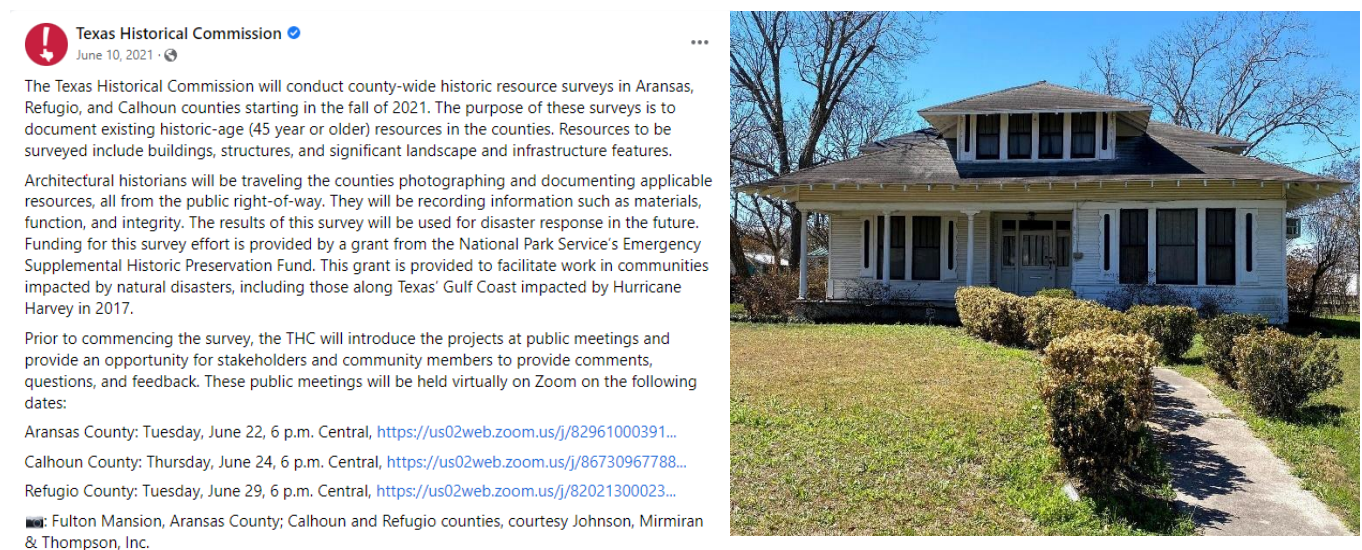 Texas Historical Commission
June 10, 2021 ·
The Texas Historical Commission will conduct county-wide historic resource surveys in Aransas,
Refugio, and Calhoun counties starting in the fall of 2021. The purpose of these surveys is to
document existing historic-age (45 year or older) resources in the counties. Resources to be
surveyed include buildings, structures, and significant landscape and infrastructure features.
Architectural historians will be traveling the counties photographing and documenting applicable
resources, all from the public right-of-way. They will be recording information such as materials,
function, and integrity. The results of this survey will be used for disaster response in the future.
Funding for this survey effort is provided by a grant from the National Park Service's Emergency
Supplemental Historic Preservation Fund. This grant is provided to facilitate work in communities
impacted by natural disasters, including those along Texas' Gulf Coast impacted by Hurricane
Harvey in 2017.
Prior to commencing the survey, the THC will introduce the projects at public meetings and
provide an opportunity for stakeholders and community members to provide comments,
questions, and feedback. These public meetings will be held virtually on Zoom on the following
dates:
Aransas County: Tuesday, June 22, 6 p.m. Central, https://us02web.zoom.us/j/82961000391...
Calhoun County: Thursday, June 24, 6 p.m. Central, https://us02web.zoom.us/j/86730967788...
Refugio County: Tuesday, June 29, 6 p.m. Central, https://us02web.zoom.us/j/82021300023...
📷: Fulton Mansion, Aransas County; Calhoun and Refugio counties, courtesy Johnson, Mirmiran
& Thompson, Inc.